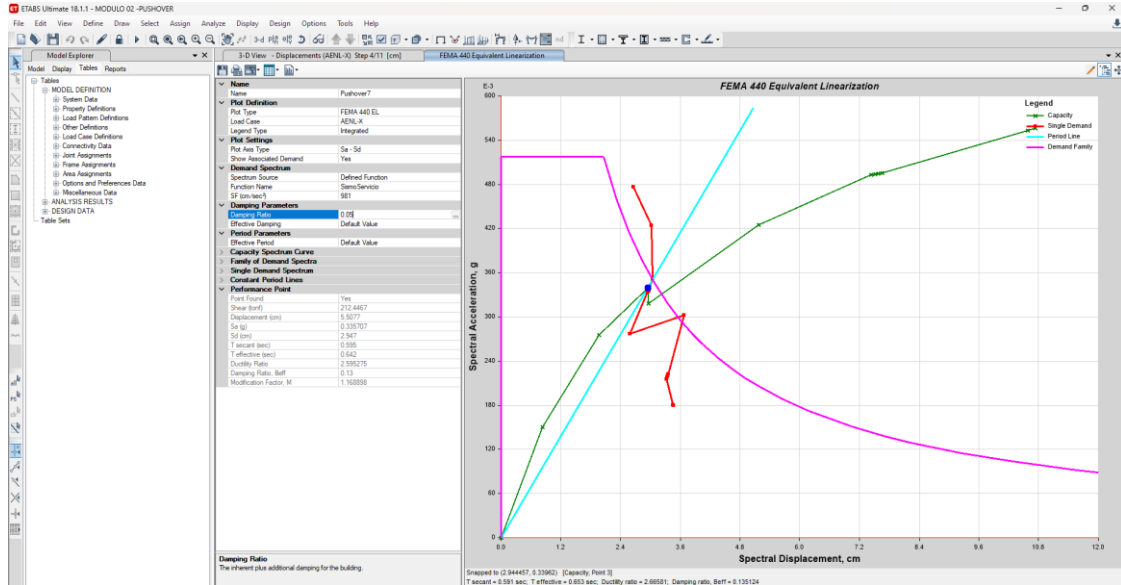 ETABS Ultimate 18.1.1 - MODULO 02 -PUSHOVER
File Edit View Define Draw Select Assign Analyze Display Design Options Tools Help
Model Explorer
3-D View - Displacements (AENL-X) Step 4/11 [cm]
FEMA 440 Equivalent Linearization
Model Display Tables Reports
Tables
MODEL DEFINITION
System Data
Property Definitions
Load Pattern Definitions
Other Definitions
Load Case Definitions
Connectivity Data
Joint Assignments
Frame Assignments
Area Assignments
Options and Preferences Data
Miscellaneous Data
ANALYSIS RESULTS
DESIGN DATA
Table Sets
Name
Name Pushover7
Plot Definition
Plot Type FEMA 440 EL
Load Case AENL-X
Legend Type Integrated
Plot Settings
Plot Axis Type Sa - Sd
Show Associated Demand Yes
Demand Spectrum
Spectrum Source Defined Function
Function Name SismoServicio
SF (cm/sec²) 981
Damping Parameters
Damping Ratio 0.05
Effective Damping Default Value
Period Parameters
Effective Period Default Value
Capacity Spectrum Curve
Family of Demand Spectra
Single Demand Spectrum
Constant Period Lines
Performance Point
Point Found Yes
Shear (tonf) 212.4467
Displacement (cm) 5.5077
Sa (g) 0.335707
Sd (cm) 2.947
T secant (sec) 0.595
T effective (sec) 0.642
Ductility Ratio 2.595275
Damping Ratio, Beff 0.13
Modification Factor, M 1.168898
Damping Ratio
The inherent plus additional damping for the building.
FEMA 440 Equivalent Linearization
E-3
600
540
480
420
360
300
240
180
120
60
0
Spectral Acceleration, g
Legend
Capacity
Single Demand
Period Line
Demand Family
0.0 1.2 2.4 3.6 4.8 6.0 7.2 8.4 9.6 10.8 12.0
Spectral Displacement, cm
Snapped to (2.944457, 0.33962) [Capacity, Point 3]
T secant = 0.591 sec; T effective = 0.653 sec; Ductility ratio = 2.66581; Damping ratio, Beff = 0.135124